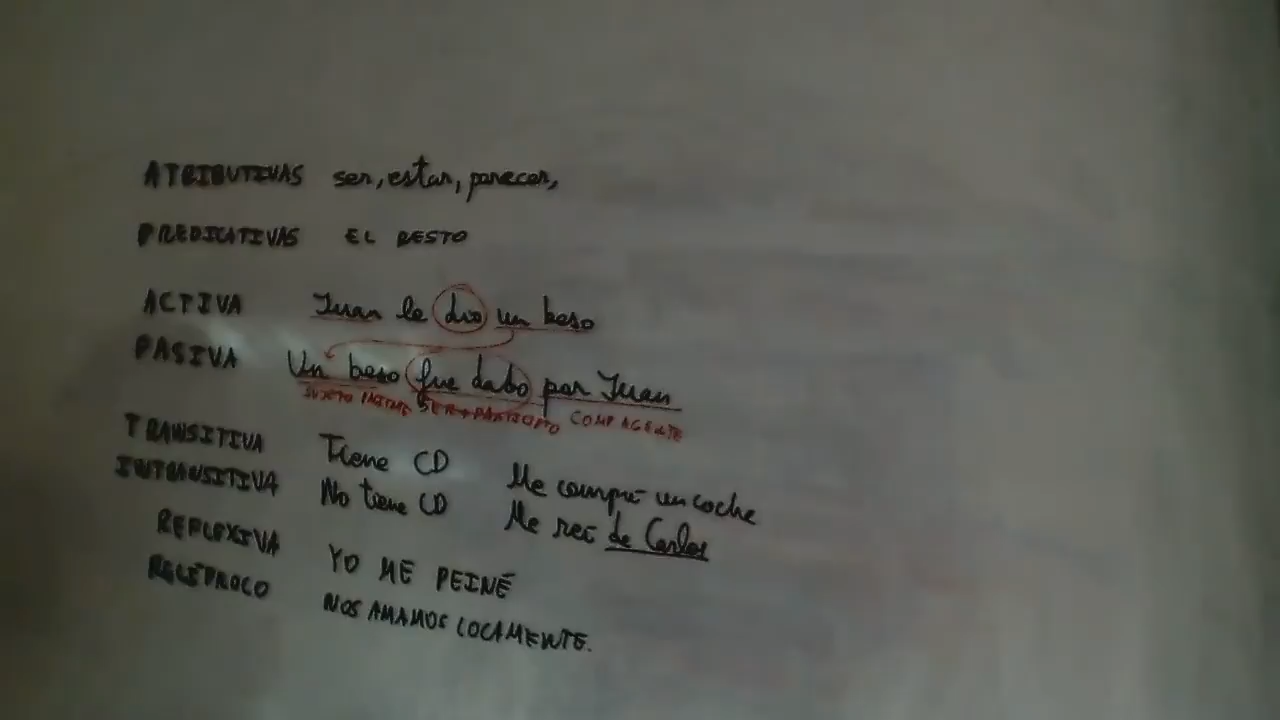 ATRIBUTIVAS ser, estar, parecer,
PREDICATIVAS EL RESTO
ACTIVA Juan le dio un beso
PASIVA Un beso fue dado por Juan
SUJETO PACIENTE SER + PARTICIPIO COMP AGENTE
TRANSITIVA Tiene CD Me compré un coche
INTRANSITIVA No tiene CD Me reí de Carlos
REFLEXIVA YO ME PEINÉ
RECÍPROCO NOS AMAMOS LOCAMENTE.